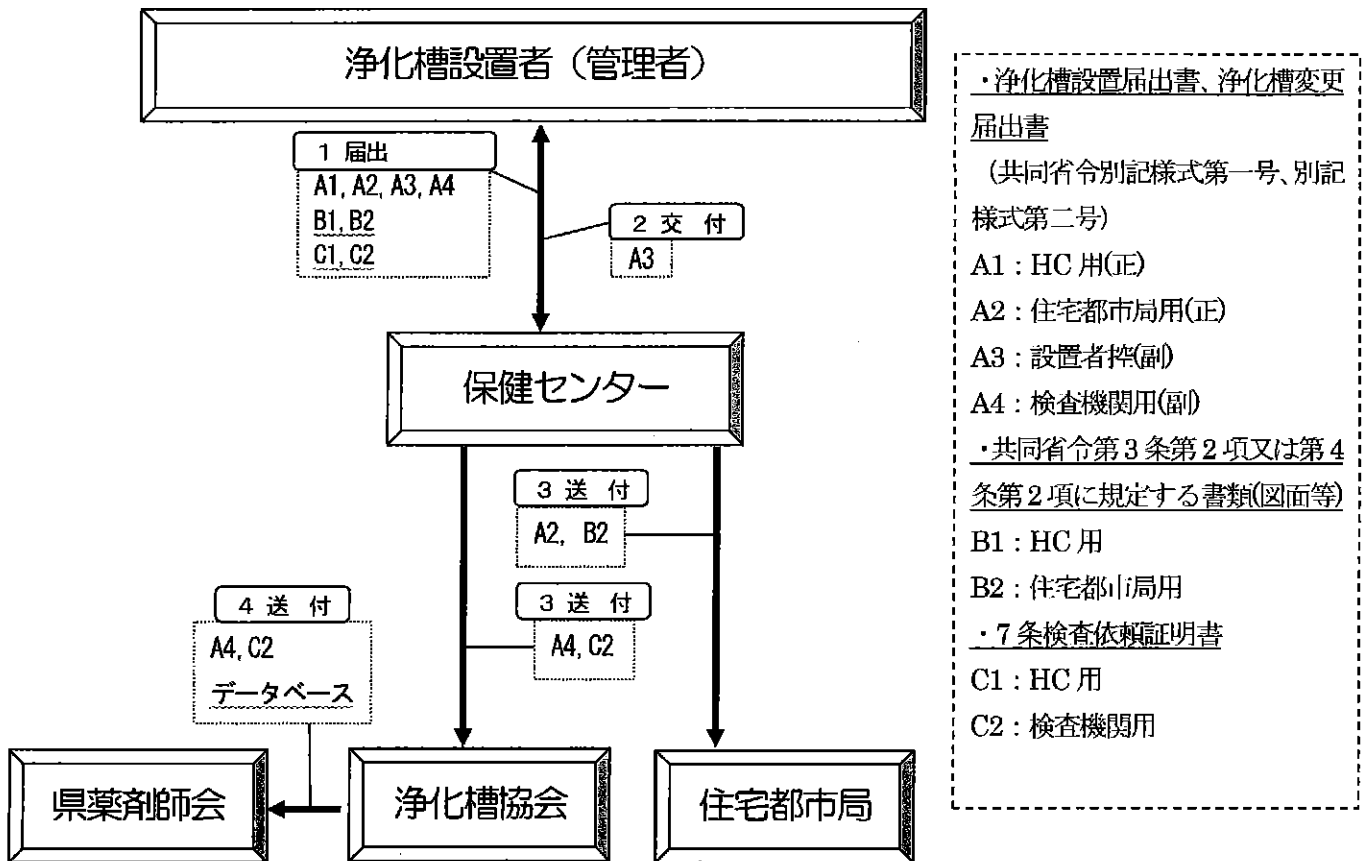 浄化槽設置者（管理者）
1 届出
A1, A2, A3, A4
B1, B2
C1, C2
2 交 付
A3
保健センター
3 送 付
A2, B2
3 送 付
A4, C2
4 送 付
A4, C2
データベース
県薬剤師会
浄化槽協会
住宅都市局
・浄化槽設置届出書、浄化槽変更
届出書
（共同省令別記様式第一号、別記
様式第二号）
A1：HC 用(正)
A2：住宅都市局用(正)
A3：設置者控(副)
A4：検査機関用(副)
・共同省令第3条第2項又は第4
条第2項に規定する書類(図面等)
B1：HC 用
B2：住宅都市局用
・7条検査依頼証明書
C1：HC 用
C2：検査機関用